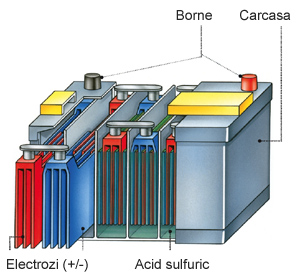 Borne
Carcasa
Electrozi (+/-)
Acid sulfuric